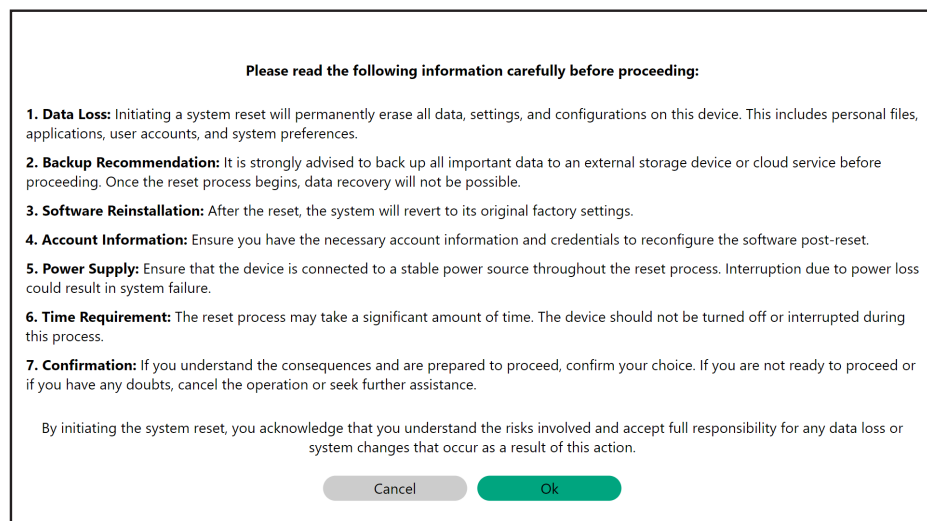 Please read the following information carefully before proceeding:
1. Data Loss: Initiating a system reset will permanently erase all data, settings, and configurations on this device. This includes personal files,
applications, user accounts, and system preferences.
2. Backup Recommendation: It is strongly advised to back up all important data to an external storage device or cloud service before
proceeding. Once the reset process begins, data recovery will not be possible.
3. Software Reinstallation: After the reset, the system will revert to its original factory settings.
4. Account Information: Ensure you have the necessary account information and credentials to reconfigure the software post-reset.
5. Power Supply: Ensure that the device is connected to a stable power source throughout the reset process. Interruption due to power loss
could result in system failure.
6. Time Requirement: The reset process may take a significant amount of time. The device should not be turned off or interrupted during
this process.
7. Confirmation: If you understand the consequences and are prepared to proceed, confirm your choice. If you are not ready to proceed or
if you have any doubts, cancel the operation or seek further assistance.
By initiating the system reset, you acknowledge that you understand the risks involved and accept full responsibility for any data loss or
system changes that occur as a result of this action.
Cancel Ok